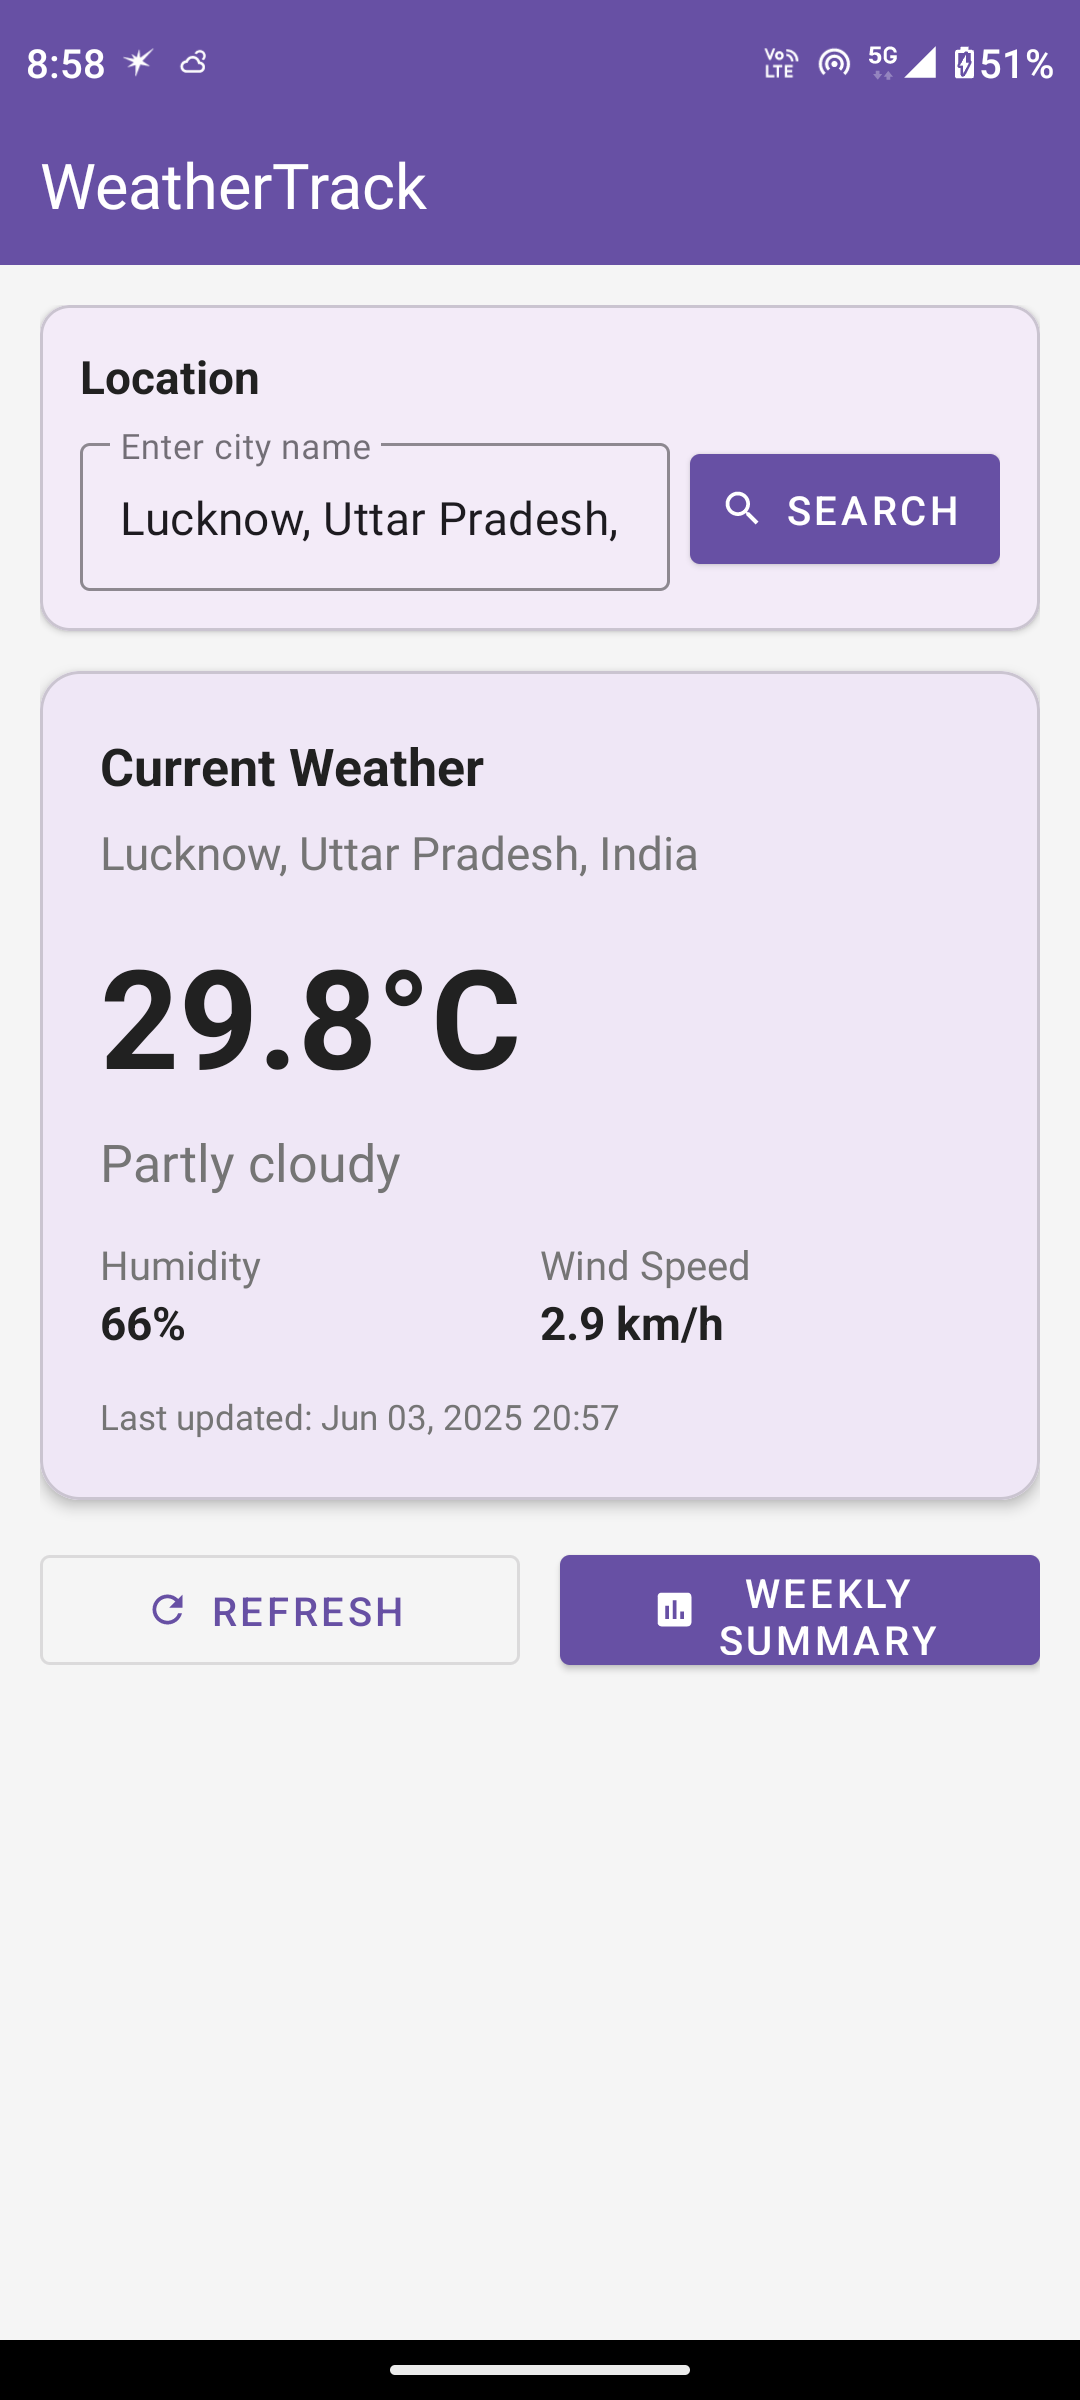 8:58
Vo LTE 5G 51%
WeatherTrack
Location
Enter city name
Lucknow, Uttar Pradesh,
SEARCH
Current Weather
Lucknow, Uttar Pradesh, India
29.8°C
Partly cloudy
Humidity Wind Speed
66% 2.9 km/h
Last updated: Jun 03, 2025 20:57
REFRESH
WEEKLY
SUMMARY